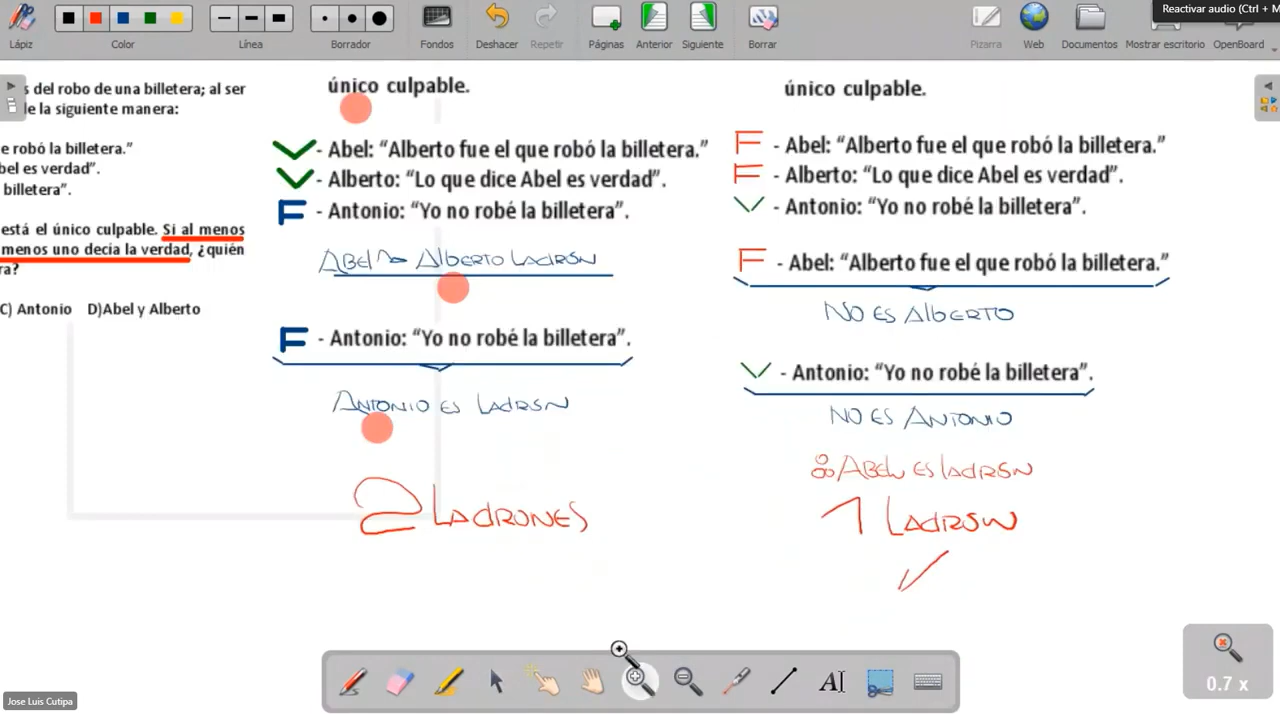 Reactivar audio (Ctrl + M
Lápiz
Color
Línea
Borrador
Fondos
Deshacer
Repetir
Páginas
Anterior
Siguiente
Borrar
Pizarra
Web
Documentos
Mostrar escritorio
OpenBoard
s del robo de una billetera; al ser
le la siguiente manera:
e robó la billetera."
bel es verdad".
billetera".
está el único culpable. Sí al menos
menos uno decía la verdad, ¿quién
ra?
C) Antonio D)Abel y Alberto
único culpable.
V - Abel: "Alberto fue el que robó la billetera."
V - Alberto: "Lo que dice Abel es verdad".
F - Antonio: "Yo no robé la billetera".
ABEL Alberto LADRÓN
F - Antonio: "Yo no robé la billetera".
ANTONIO ES LADRÓN
2 LADRONES
único culpable.
F - Abel: "Alberto fue el que robó la billetera."
F - Alberto: "Lo que dice Abel es verdad".
V - Antonio: "Yo no robé la billetera".
F - Abel: "Alberto fue el que robó la billetera."
NO ES AlbERTO
V - Antonio: "Yo no robé la billetera".
NO ES ANTONIO
ABEL ES ladRÓN
1 LADRÓN
Jose Luis Cutipa
0.7 x